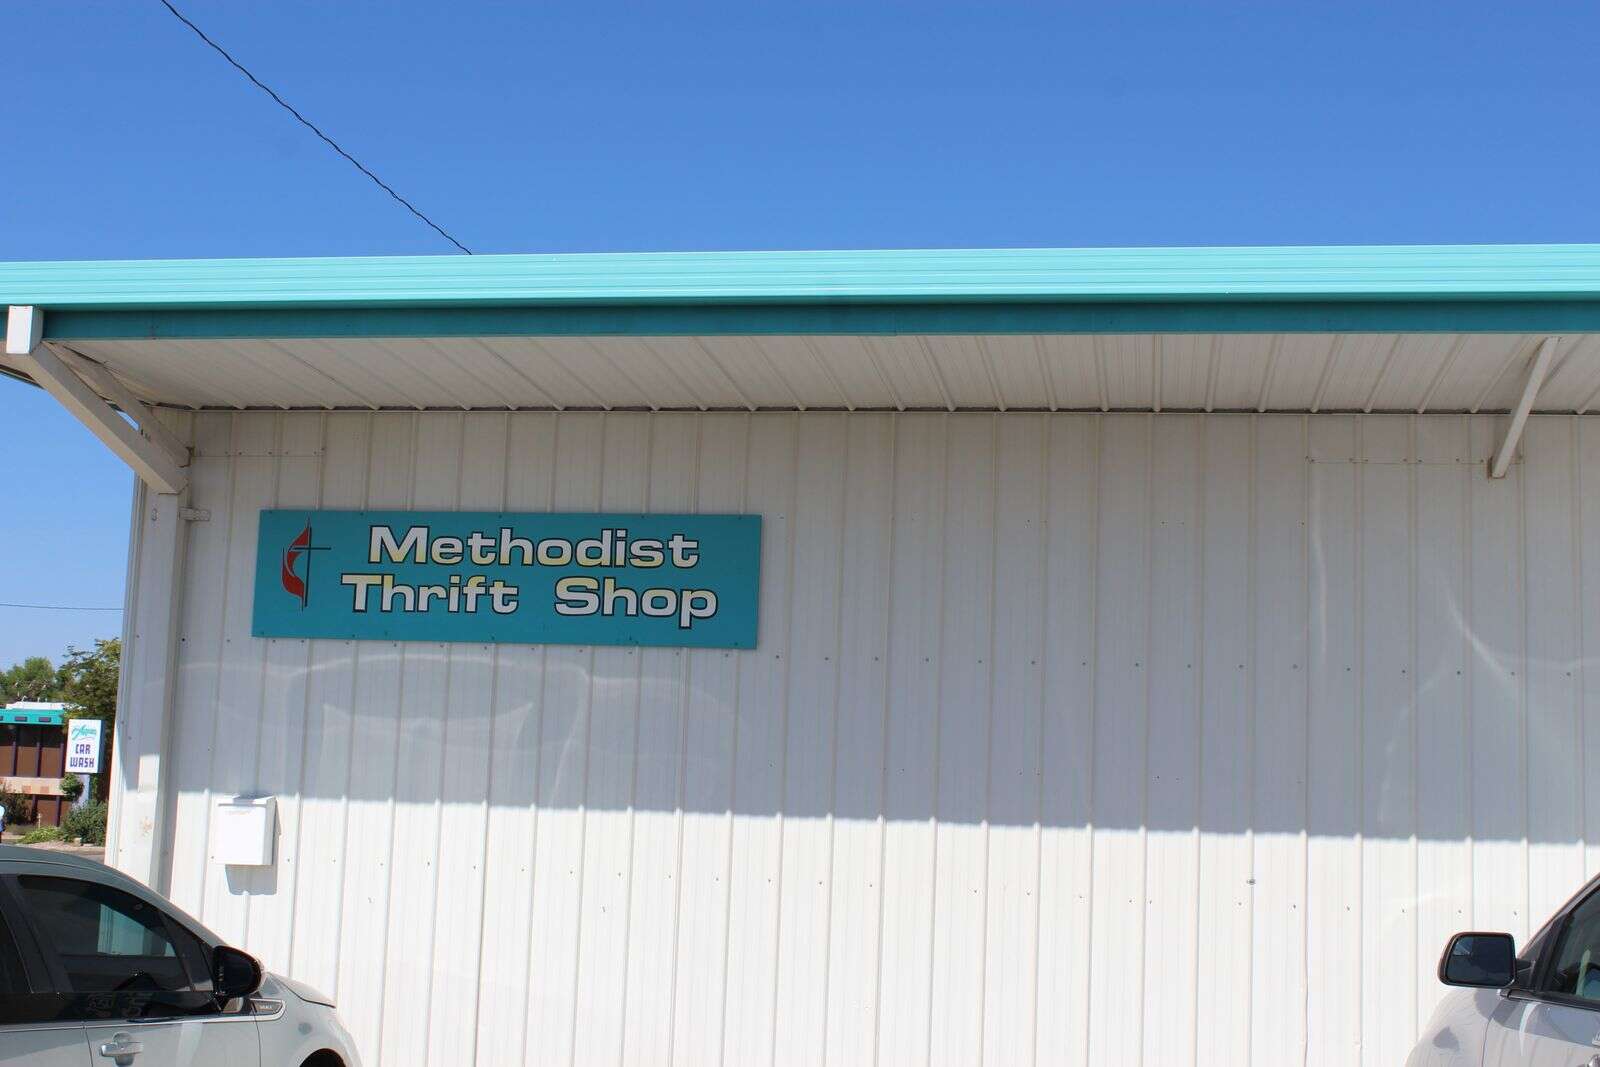 Methodist
Thrift Shop
CAR
WASH